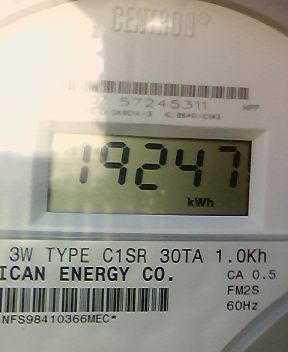 CENTRON®
57245311 HPP
19247
kWh
3W TYPE C1SR 30TA 1.0Kh
ICAN ENERGY CO. CA 0.5
FM2S
NFS98410366MEC* 60Hz